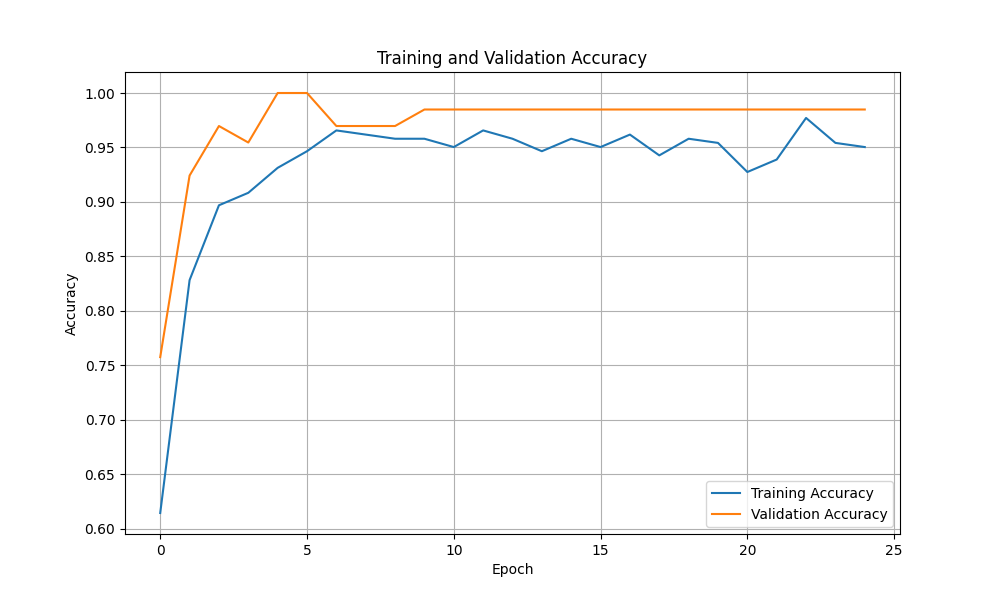 Training and Validation Accuracy
1.00
0.95
0.90
0.85
0.80
0.75
0.70
0.65
0.60
Accuracy
Training Accuracy
Validation Accuracy
0 5 10 15 20 25
Epoch